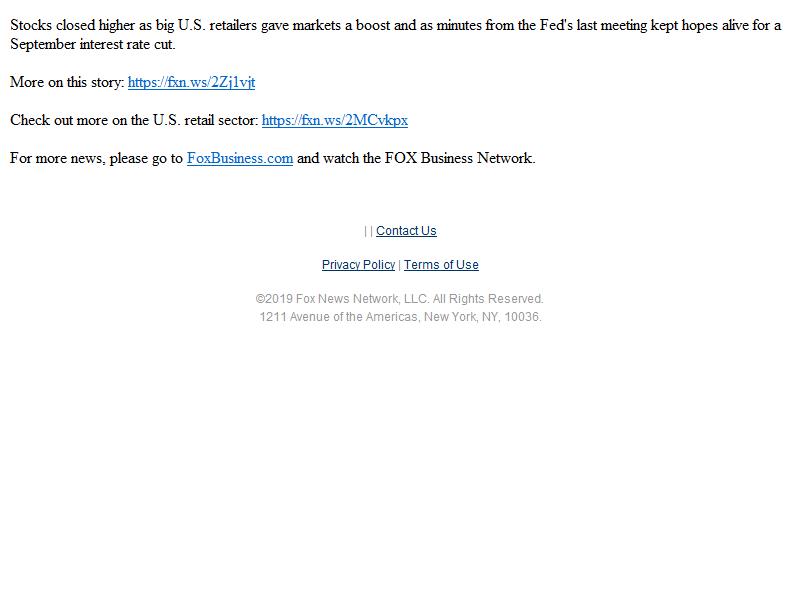 Stocks closed higher as big U.S. retailers gave markets a boost and as minutes from the Fed's last meeting kept hopes alive for a
September interest rate cut.
More on this story: https://fxn.ws/2Zj1vjt
Check out more on the U.S. retail sector: https://fxn.ws/2MCvkpx
For more news, please go to FoxBusiness.com and watch the FOX Business Network.
| | Contact Us
Privacy Policy | Terms of Use
©2019 Fox News Network, LLC. All Rights Reserved.
1211 Avenue of the Americas, New York, NY, 10036.